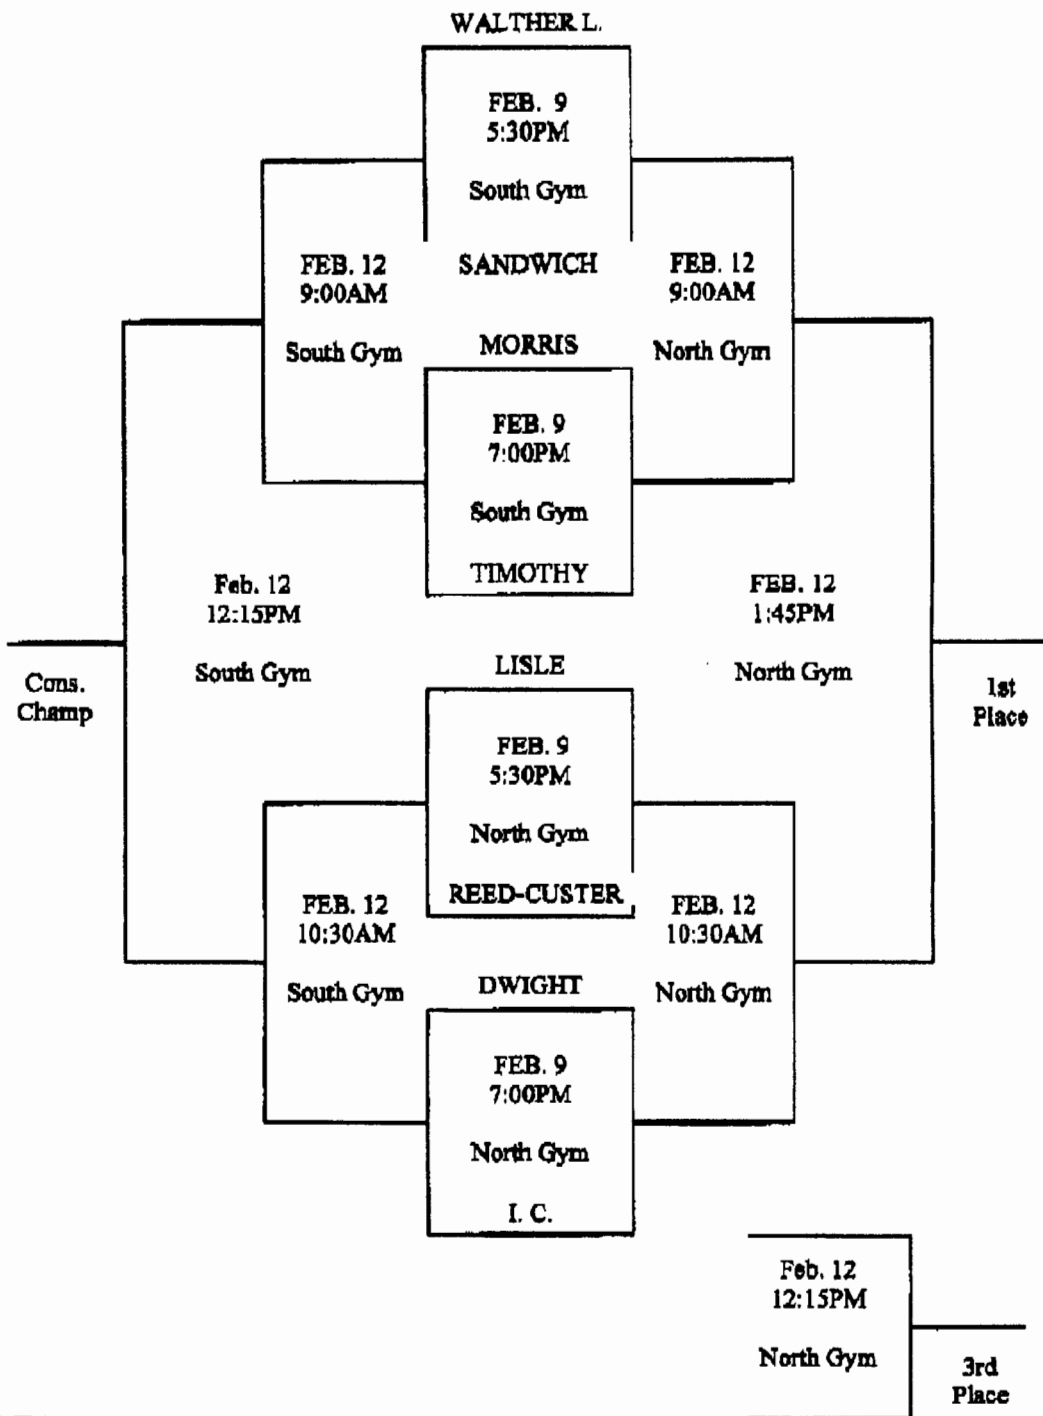 WALTHER L.
FEB. 9
5:30PM
South Gym
SANDWICH
FEB. 12
9:00AM
South Gym
FEB. 12
9:00AM
North Gym
MORRIS
FEB. 9
7:00PM
South Gym
TIMOTHY
Feb. 12
12:15PM
South Gym
FEB. 12
1:45PM
North Gym
Cons.
Champ
1st
Place
LISLE
FEB. 9
5:30PM
North Gym
REED-CUSTER
FEB. 12
10:30AM
South Gym
FEB. 12
10:30AM
North Gym
DWIGHT
FEB. 9
7:00PM
North Gym
I. C.
Feb. 12
12:15PM
North Gym
3rd
Place